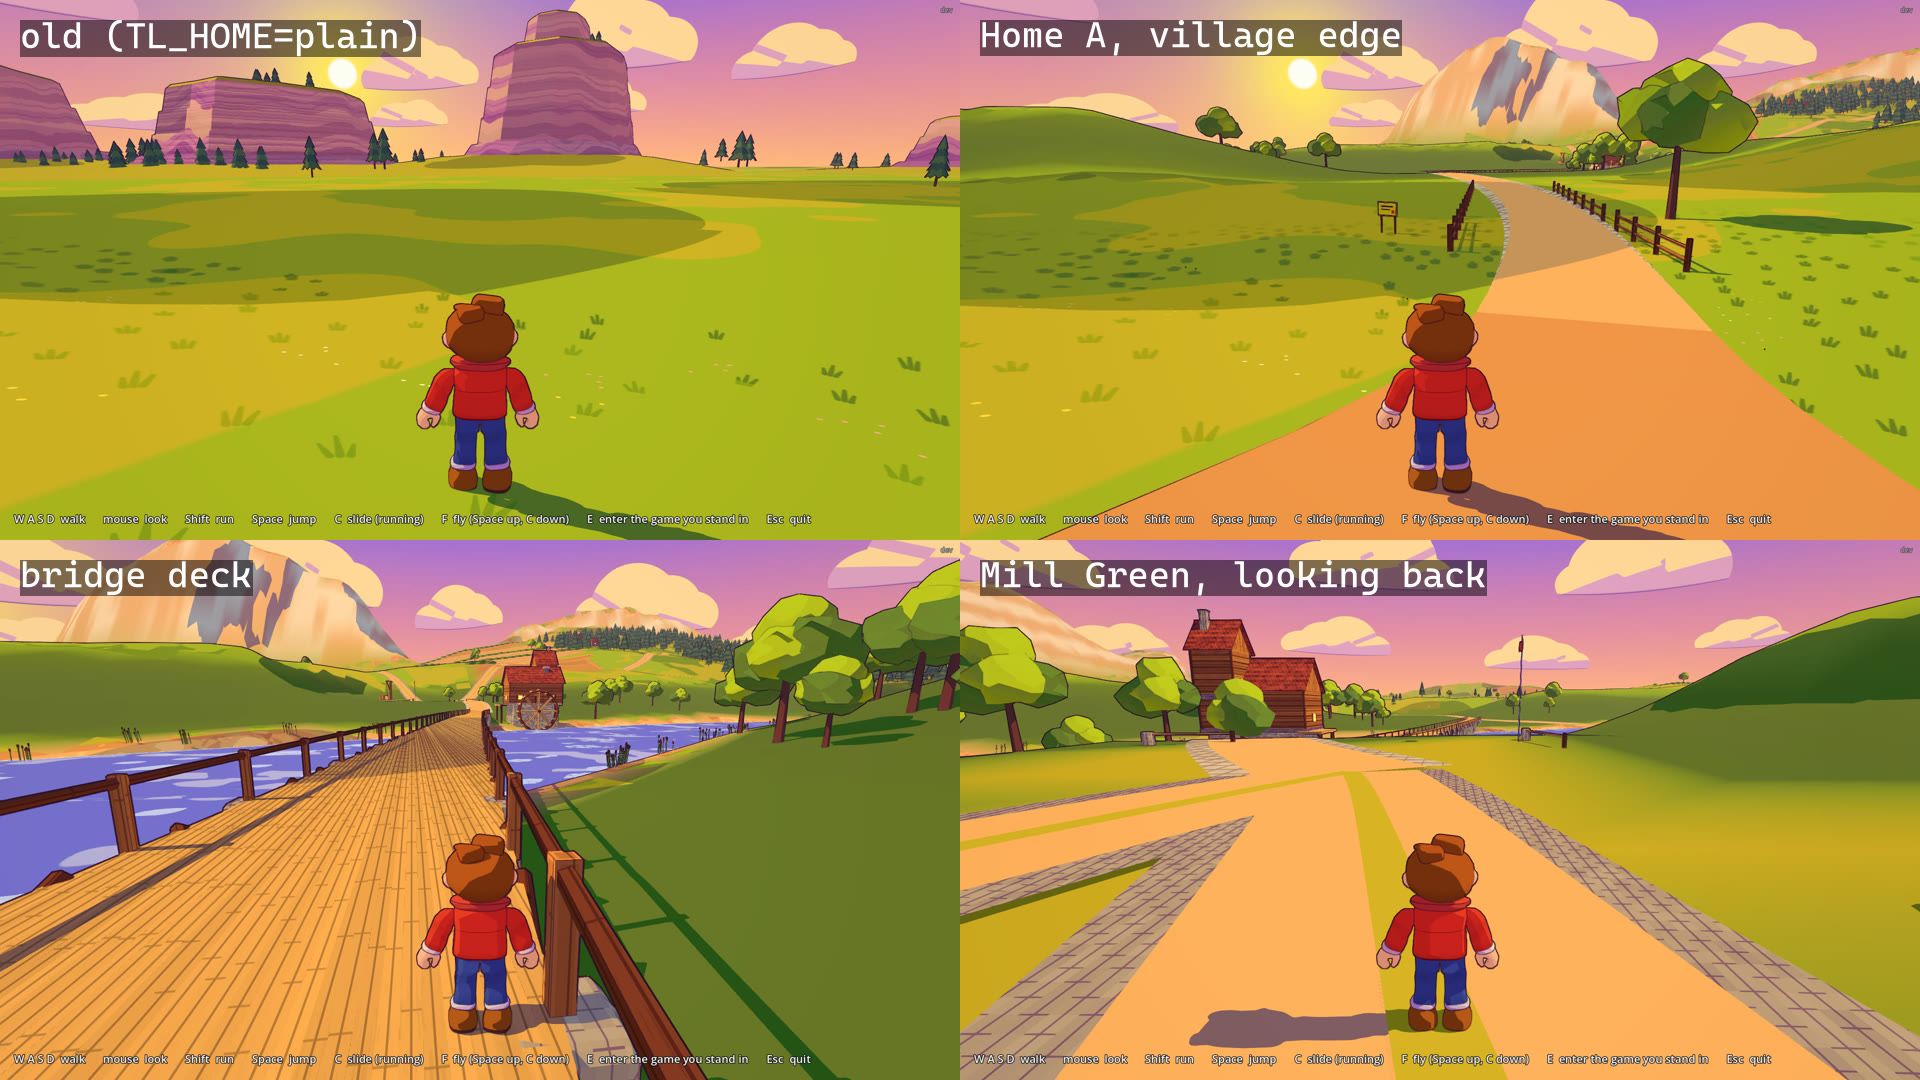 old (TL_HOME=plain)
dev
W A S D walk mouse look Shift run Space jump C slide (running) F fly (Space up, C down) E enter the game you stand in Esc quit
Home A, village edge
dev
W A S D walk mouse look Shift run Space jump C slide (running) F fly (Space up, C down) E enter the game you stand in Esc quit
bridge deck
dev
W A S D walk mouse look Shift run Space jump C slide (running) F fly (Space up, C down) E enter the game you stand in Esc quit
Mill Green, looking back
dev
W A S D walk mouse look Shift run Space jump C slide (running) F fly (Space up, C down) E enter the game you stand in Esc quit